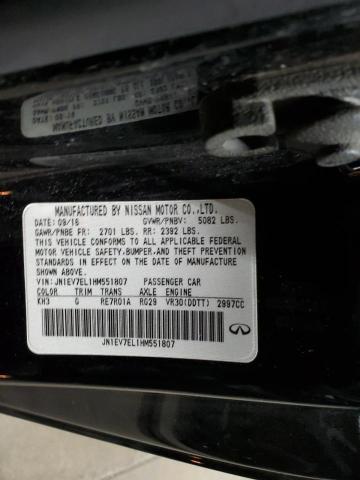 MANUFACTURED BY NISSAN MOTOR CO.,LTD.
DATE: 09/16 GVWR/PNBV: 5082 LBS.
GAWR/PNBE FR: 2701 LBS. RR: 2392 LBS.
THIS VEHICLE CONFORMS TO ALL APPLICABLE FEDERAL
MOTOR VEHICLE SAFETY,BUMPER,AND THEFT PREVENTION
STANDARDS IN EFFECT ON THE DATE OF MANUFACTURE
SHOWN ABOVE.
VIN: JN1EV7EL1HM551807 PASSENGER CAR
COLOR TRIM TRANS AXLE ENGINE
KH3 G RE7R01A RG29 VR30(DDTT) 2997CC
JN1EV7EL1HM551807
INFINITI